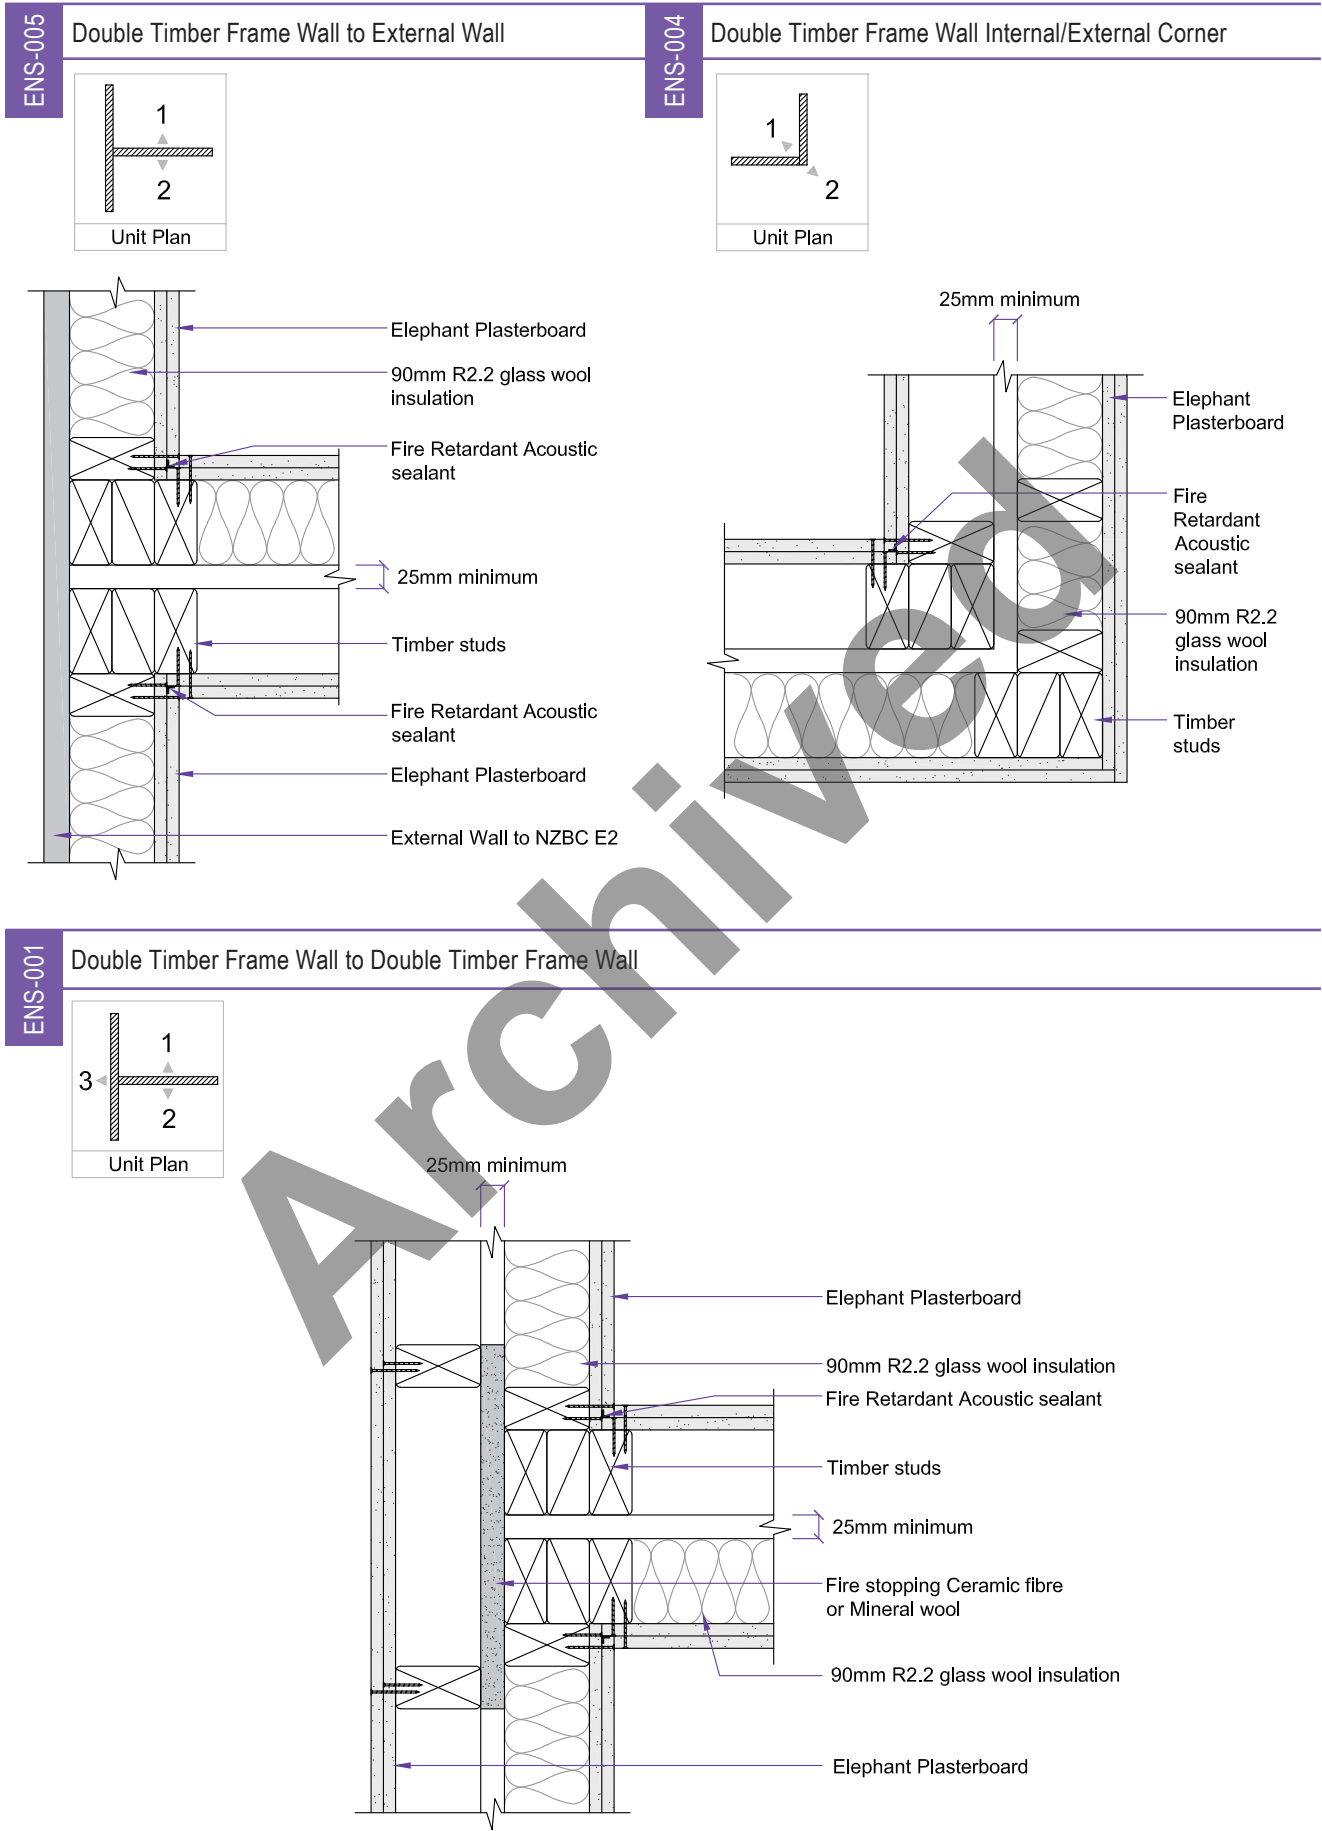 ENS-005
Double Timber Frame Wall to External Wall
1
2
Unit Plan
Elephant Plasterboard
90mm R2.2 glass wool
insulation
Fire Retardant Acoustic
sealant
25mm minimum
Timber studs
Fire Retardant Acoustic
sealant
Elephant Plasterboard
External Wall to NZBC E2
ENS-004
Double Timber Frame Wall Internal/External Corner
1
2
Unit Plan
25mm minimum
Elephant
Plasterboard
Fire
Retardant
Acoustic
sealant
90mm R2.2
glass wool
insulation
Timber
studs
ENS-001
Double Timber Frame Wall to Double Timber Frame Wall
1
3
2
Unit Plan
25mm minimum
Elephant Plasterboard
90mm R2.2 glass wool insulation
Fire Retardant Acoustic sealant
Timber studs
25mm minimum
Fire stopping Ceramic fibre
or Mineral wool
90mm R2.2 glass wool insulation
Elephant Plasterboard
Archived